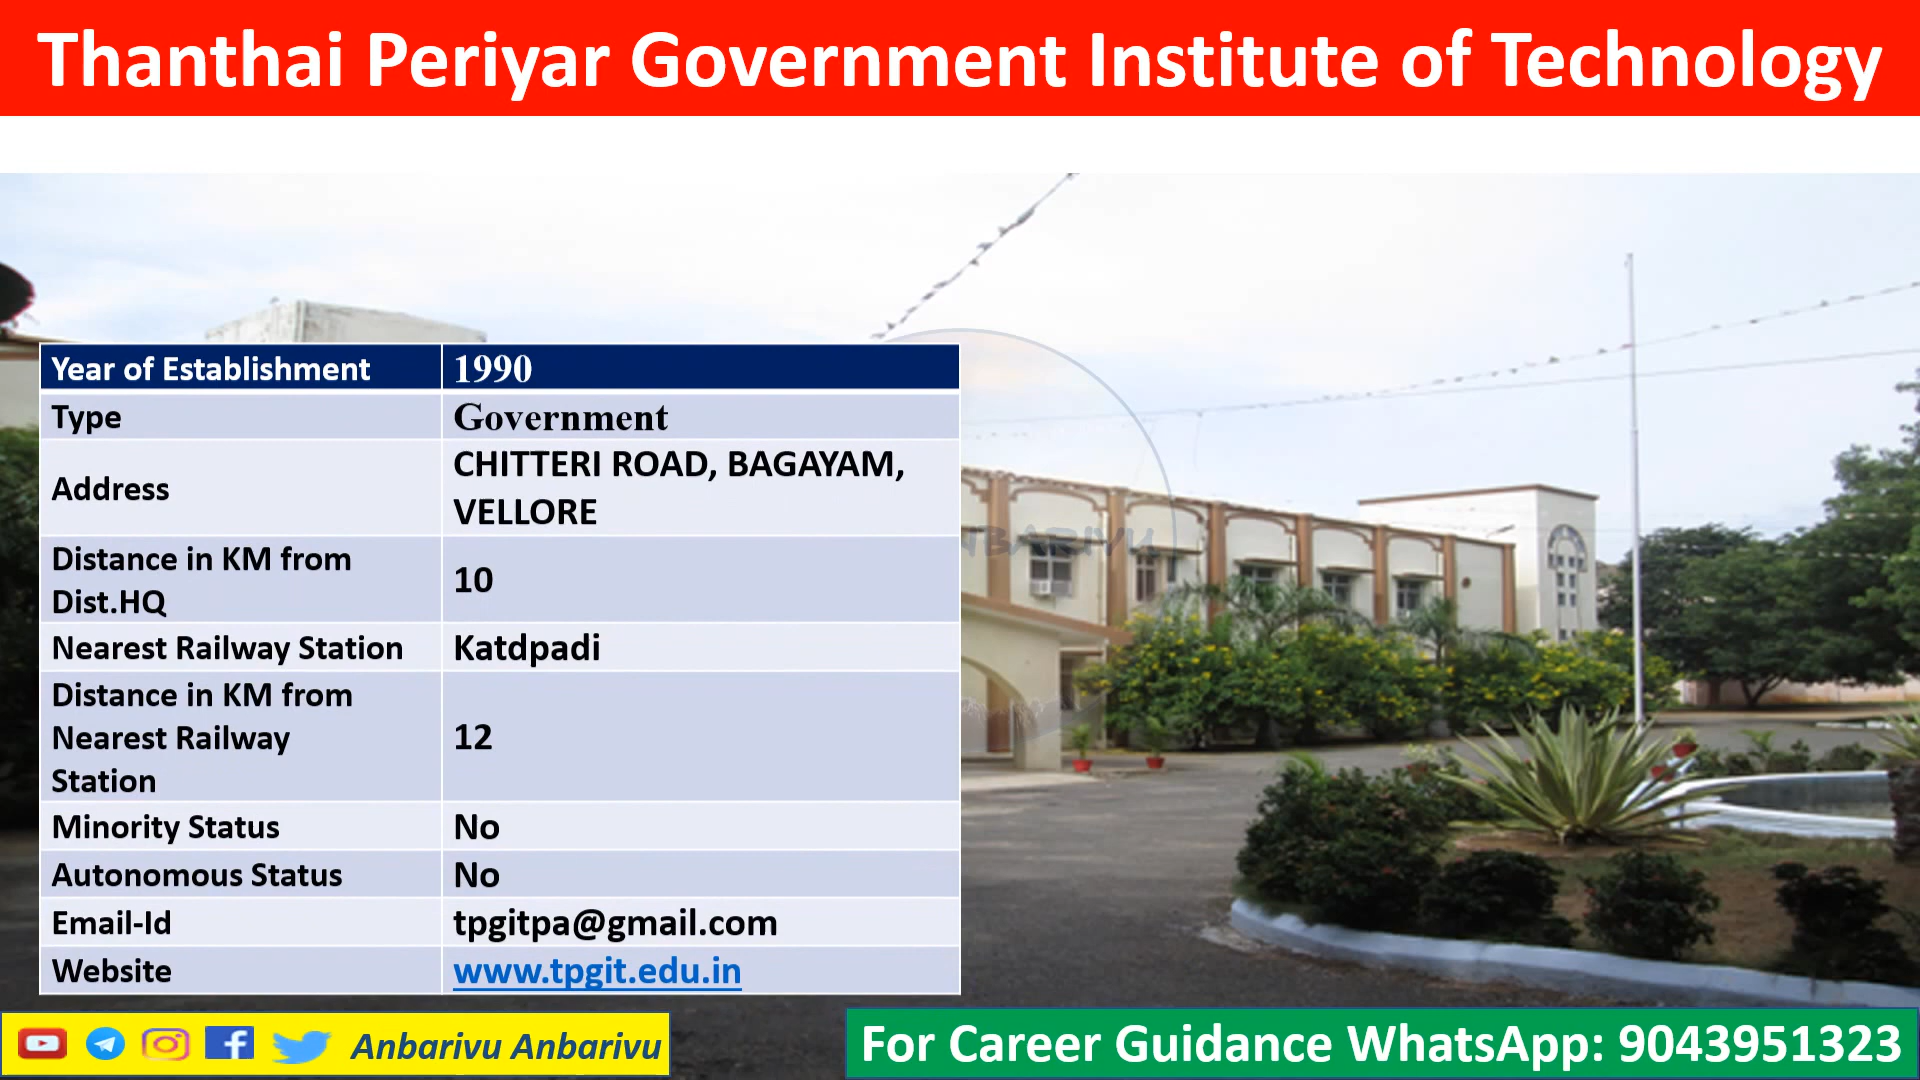 Thanthai Periyar Government Institute of Technology
Year of Establishment 1990
Type Government
Address CHITTERI ROAD, BAGAYAM,
VELLORE
Distance in KM from
Dist.HQ 10
Nearest Railway Station Katdpadi
Distance in KM from
Nearest Railway
Station 12
Minority Status No
Autonomous Status No
Email-Id tpgitpa@gmail.com
Website www.tpgit.edu.in
Anbarivu Anbarivu
For Career Guidance WhatsApp: 9043951323